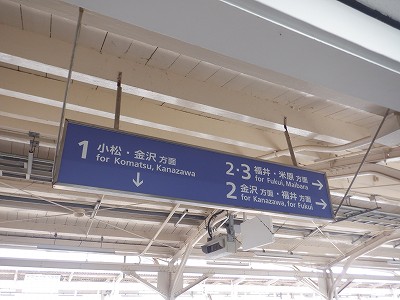 1 小松・金沢 方面
for Komatsu, Kanazawa
↓
2・3 福井・米原 方面 →
for Fukui, Maibara
2 金沢 方面・福井 方面 →
for Kanazawa, for Fukui